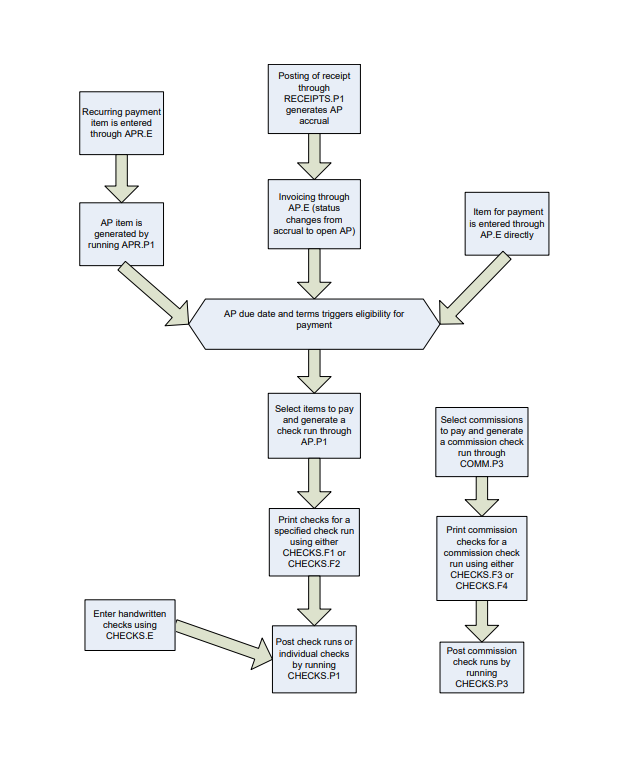 Posting of receipt
through
RECEIPTS.P1
generates AP
accrual
Recurring payment
item is entered
through APR.E
Invoicing through
AP.E (status
changes from
accrual to open AP)
Item for payment
is entered through
AP.E directly
AP item is
generated by
running APR.P1
AP due date and terms triggers eligibility for
payment
Select items to pay
and generate a
check run through
AP.P1
Select commissions
to pay and generate
a commission check
run through
COMM.P3
Print checks for a
specified check run
using either
CHECKS.F1 or
CHECKS.F2
Print commission
checks for a
commission check
run using either
CHECKS.F3 or
CHECKS.F4
Enter handwritten
checks using
CHECKS.E
Post check runs or
individual checks
by running
CHECKS.P1
Post commission
check runs by
running
CHECKS.P3